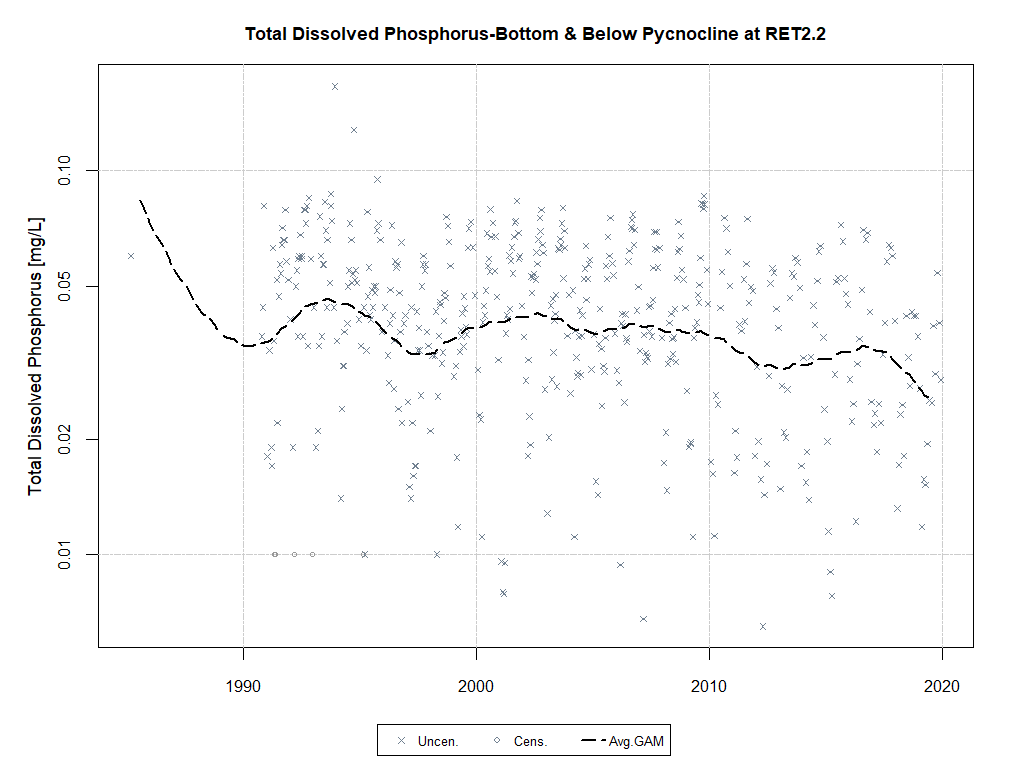 Total Dissolved Phosphorus-Bottom & Below Pycnocline at RET2.2
Total Dissolved Phosphorus [mg/L]
0.10
0.05
0.02
0.01
1990 2000 2010 2020
Uncen. Cens. Avg.GAM